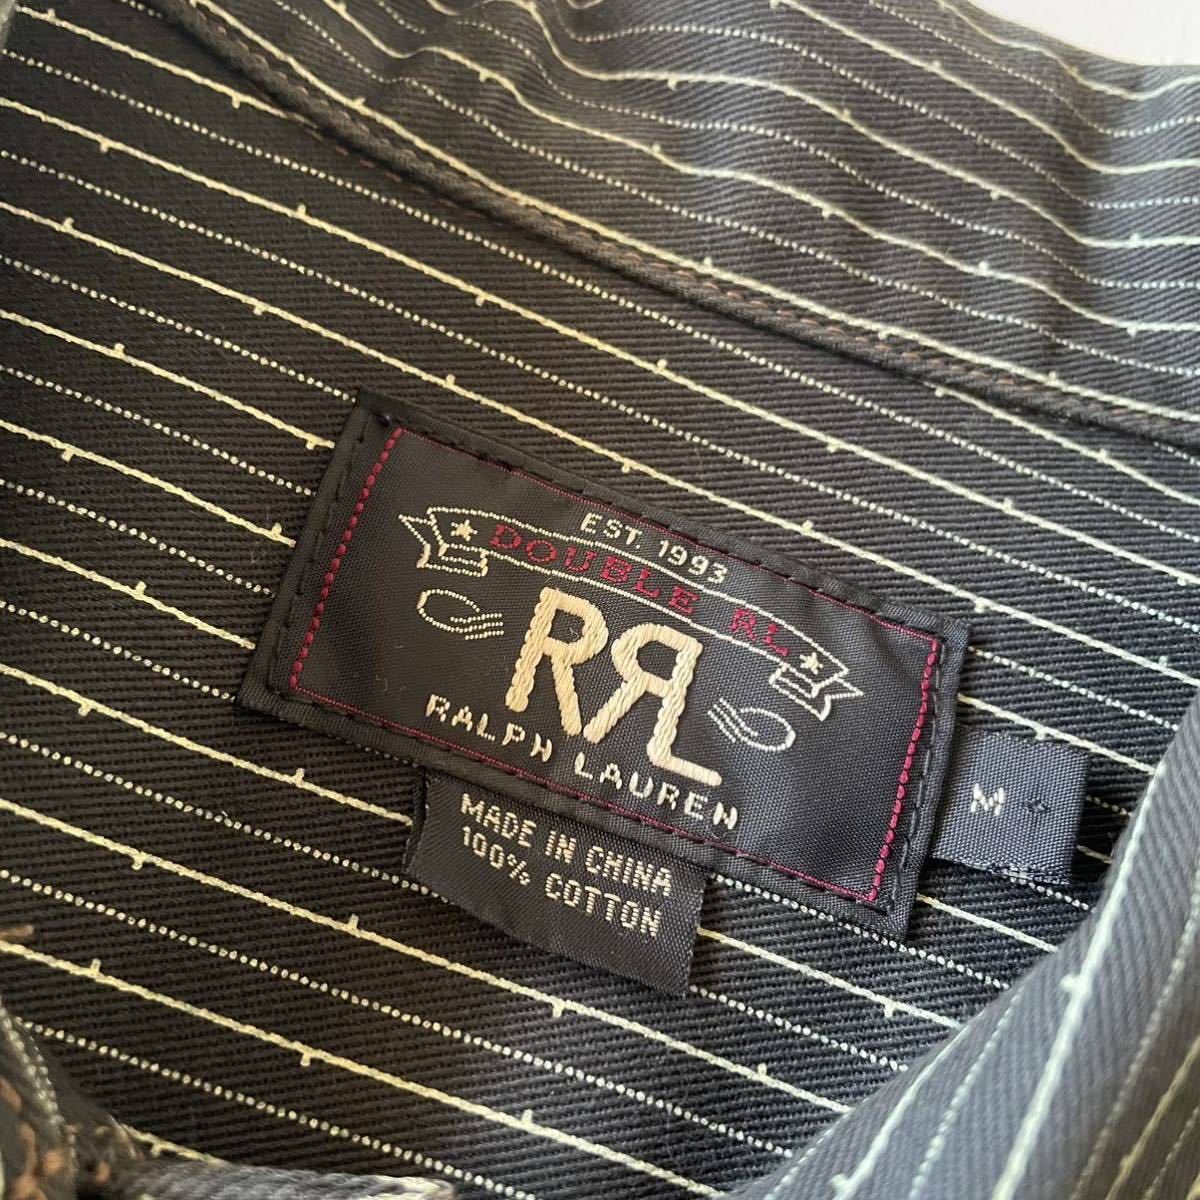 EST. 1993
DOUBLE RL
RRL
RALPH LAUREN
MADE IN CHINA
100% COTTON
M